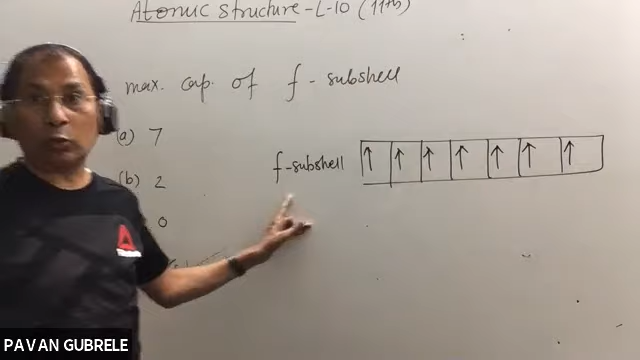 Atomic structure - L-10 (11th)
max. cap. of f - subshell
(a) 7
(b) 2
0
f-subshell
PAVAN GUBRELE